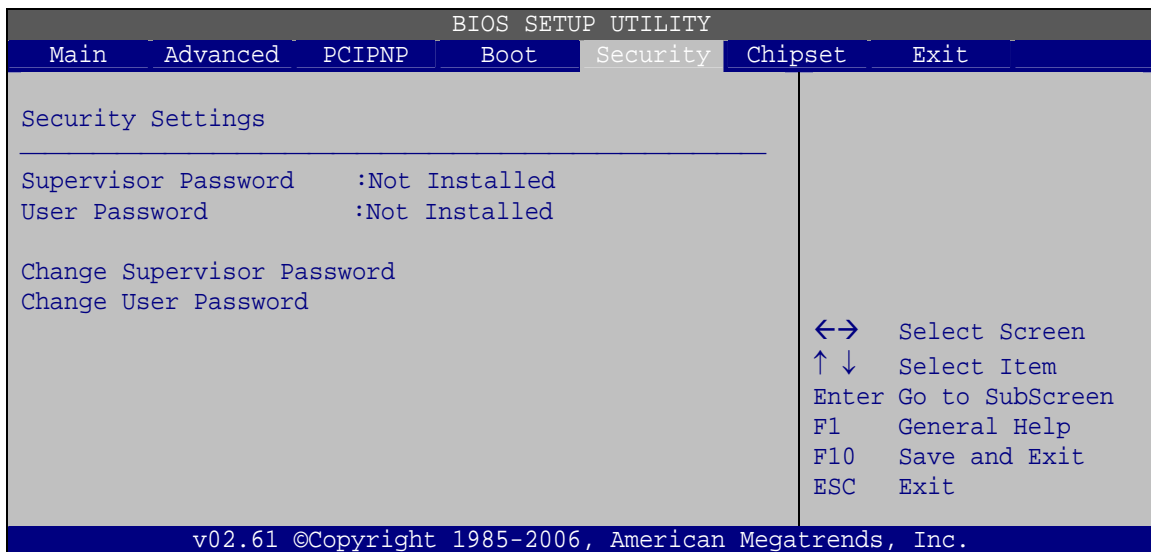 BIOS SETUP UTILITY
Main Advanced PCIPNP Boot Security Chipset Exit
Security Settings
Supervisor Password :Not Installed
User Password :Not Installed
Change Supervisor Password
Change User Password
←→ Select Screen
↑ ↓ Select Item
Enter Go to SubScreen
F1 General Help
F10 Save and Exit
ESC Exit
v02.61 ©Copyright 1985-2006, American Megatrends, Inc.